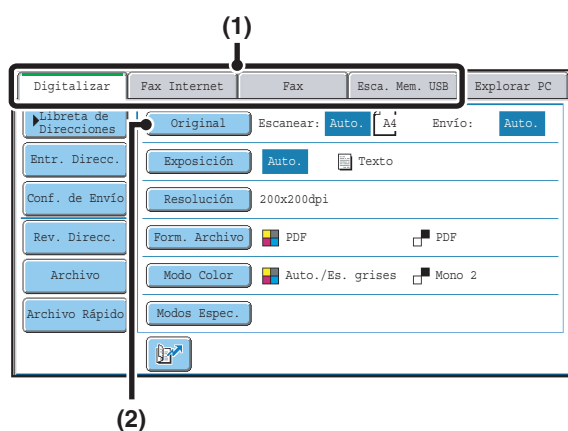 (1)
Digitalizar Fax Internet Fax Esca. Mem. USB Explorar PC
Libreta de
Direcciones
Original Escanear: Auto. A4 Envío: Auto.
Entr. Direcc.
Exposición Auto. Texto
Conf. de Envío
Resolución 200x200dpi
Rev. Direcc.
Form. Archivo PDF PDF
Archivo
Modo Color Auto./Es. grises Mono 2
Archivo Rápido
Modos Espec.
(2)